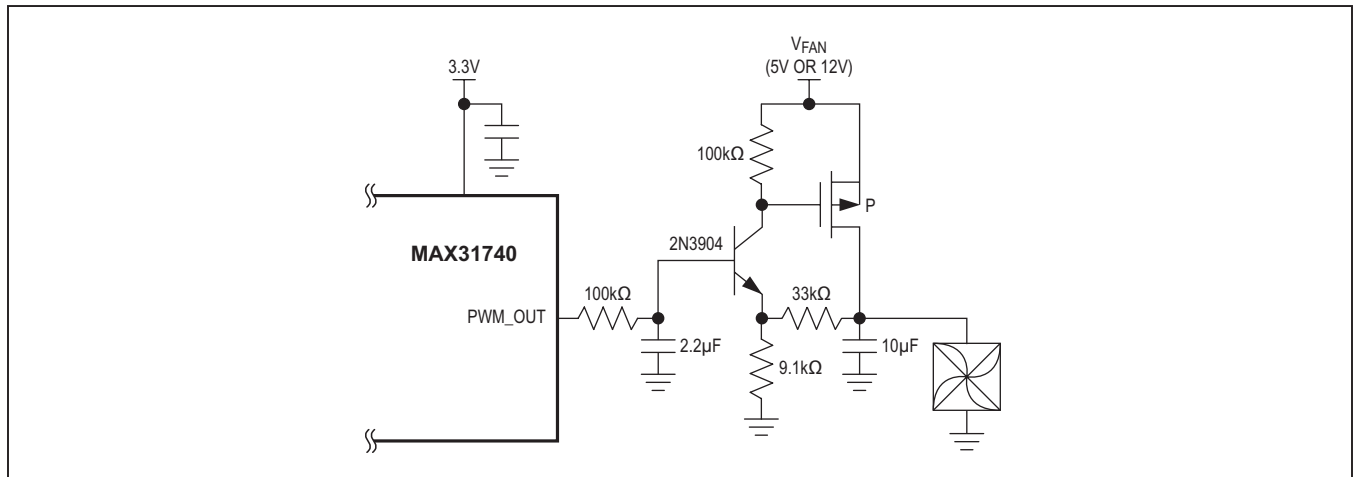 VFAN
(5V OR 12V)
3.3V
100kΩ
P
MAX31740
2N3904
100kΩ
33kΩ
PWM_OUT
2.2µF
10µF
9.1kΩ